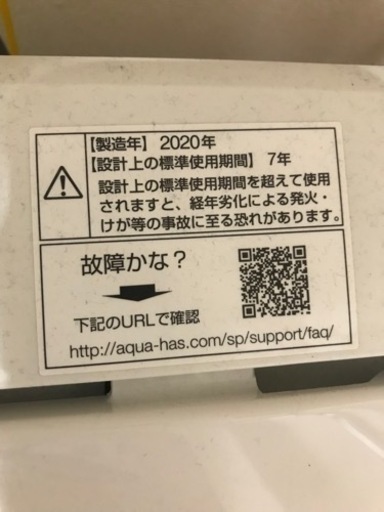 【製造年】 2020年
【設計上の標準使用期間】 7年
設計上の標準使用期間を超えて使用
されますと、経年劣化による発火・
けが等の事故に至る恐れがあります。
故障かな？
下記のURLで確認
http://aqua-has.com/sp/support/faq/